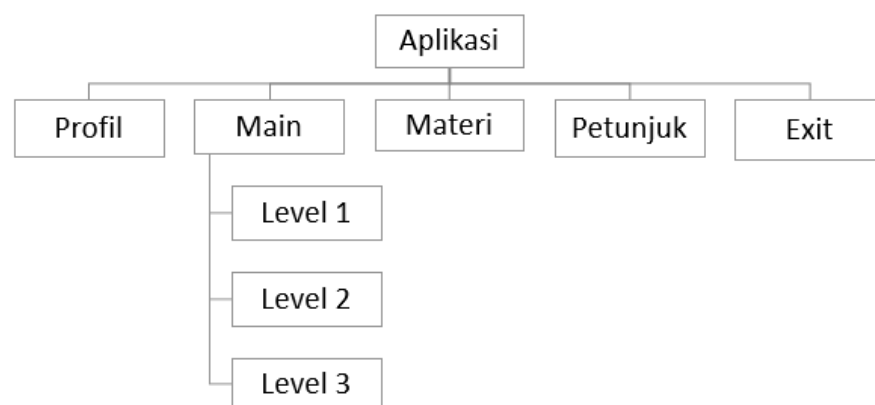 Aplikasi
Profil
Main
Materi
Petunjuk
Exit
Level 1
Level 2
Level 3